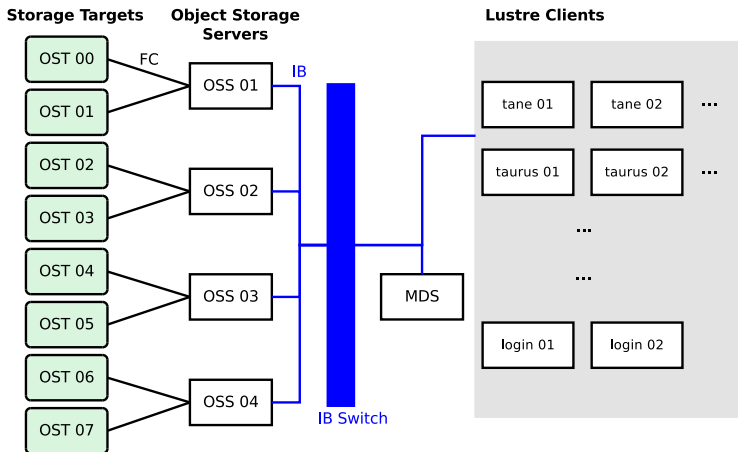 Storage Targets
Object Storage
Servers
Lustre Clients
OST 00
OST 01
OST 02
OST 03
OST 04
OST 05
OST 06
OST 07
FC
OSS 01
OSS 02
OSS 03
OSS 04
IB
IB Switch
MDS
tane 01 tane 02 ...
taurus 01 taurus 02 ...
...
...
login 01 login 02